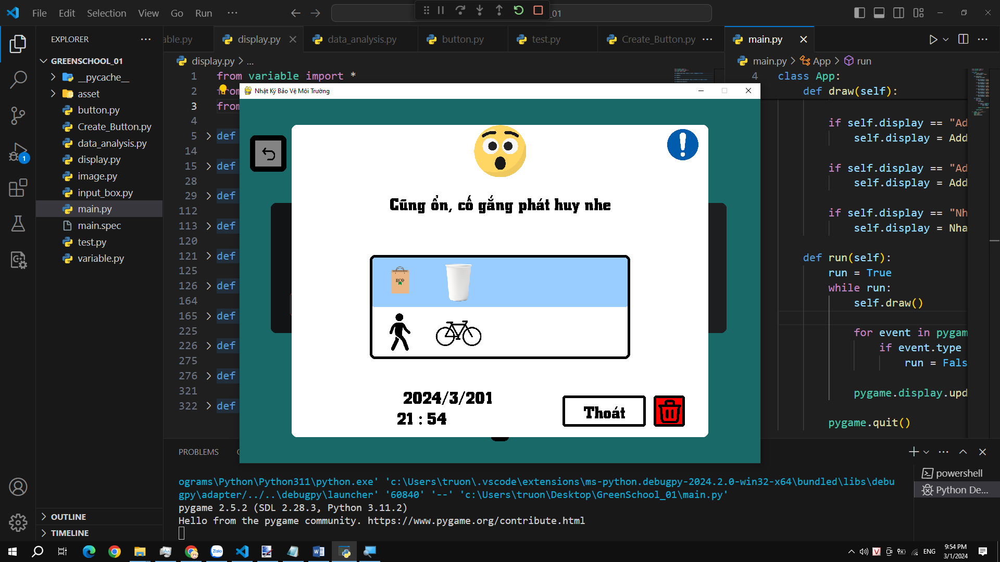 File Edit Selection View Go Run ···
_01
EXPLORER ···
able.py display.py data_analysis.py button.py test.py Create_Button.py ··· main.py ···
GREENSCHOOL_01
__pycache__
asset
button.py
Create_Button.py
data_analysis.py
display.py
image.py
input_box.py
main.py
main.spec
test.py
variable.py
OUTLINE
TIMELINE
1
display.py > ...
1 from variable import *
2 from
3 from
4
5 def
14
15 def
28
29 def
112
113 def
120
121 def
125
126 def
164
165 def
225
226 def
275
276 def
321
322 def
Nhật Ký Bảo Vệ Môi Trường
Cũng ổn, cố gắng phát huy nhe
ECO
2024/3/201
21 : 54
Thoát
main.py > App > run
4 class App:
def draw(self):
if self.display == "Ad
self.display = Add
if self.display == "Ad
self.display = Add
if self.display == "Nh
self.display = Nha
def run(self):
run = True
while run:
self.draw()
for event in pygam
if event.type
run = Fals
pygame.display.upd
pygame.quit()
PROBLEMS
ograms\Python\Python311\python.exe' 'c:\Users\truon\.vscode\extensions\ms-python.debugpy-2024.2.0-win32-x64\bundled\libs\debu
gpy\adapter/../..\debugpy\launcher' '60840' '--' 'c:\Users\truon\Desktop\GreenSchool_01\main.py'
pygame 2.5.2 (SDL 2.28.3, Python 3.11.2)
Hello from the pygame community. https://www.pygame.org/contribute.html
powershell
Python De...
Zalo
ENG
9:54 PM
3/1/2024